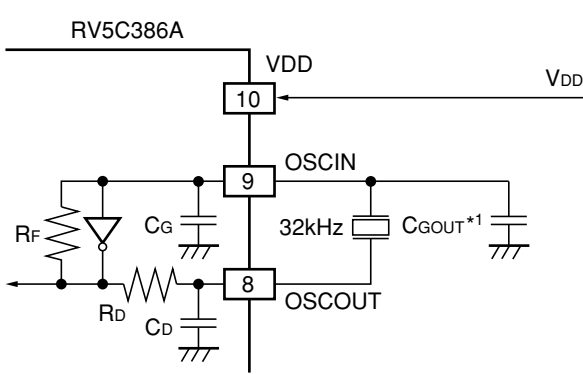 RV5C386A
VDD
VDD
10
OSCIN
9
RF
CG
32kHz
CGOUT*1
8
OSCOUT
RD
CD